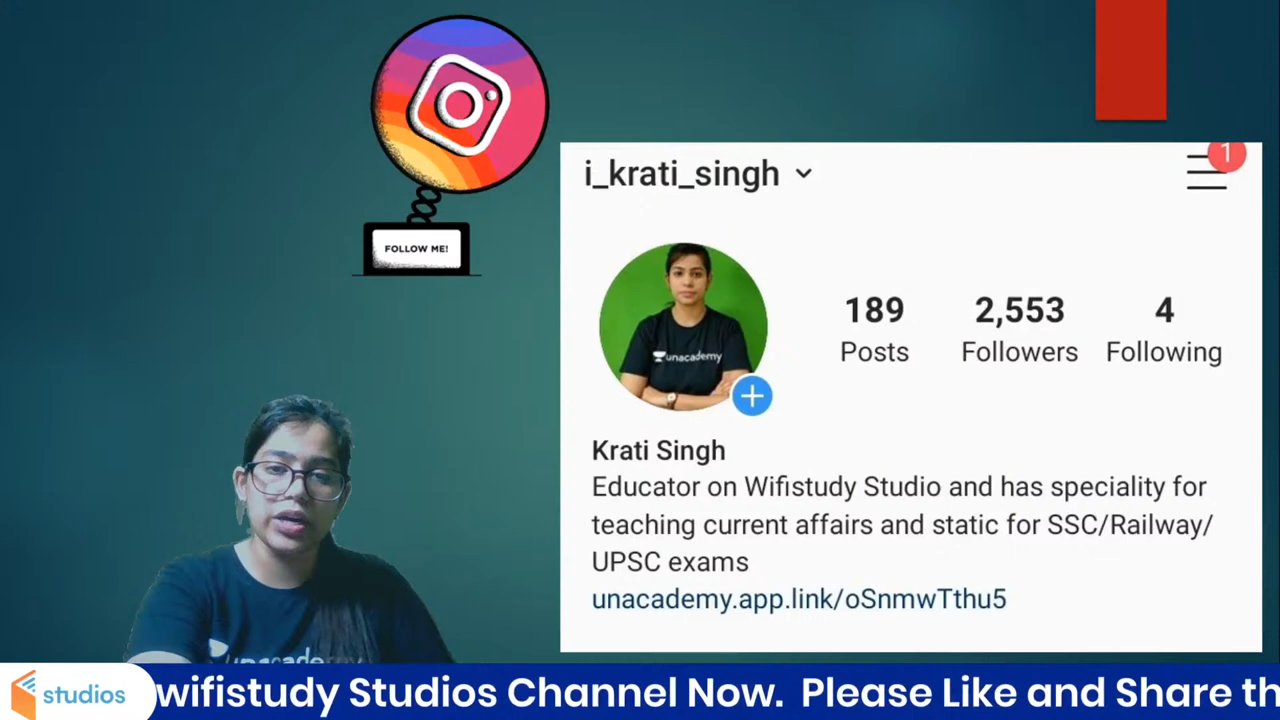 FOLLOW ME!
i_krati_singh
1
unacademy
189 2,553 4
Posts Followers Following
Krati Singh
Educator on Wifistudy Studio and has speciality for
teaching current affairs and static for SSC/Railway/
UPSC exams
unacademy.app.link/oSnmwTthu5
unacademy
studios
wifistudy Studios Channel Now. Please Like and Share th